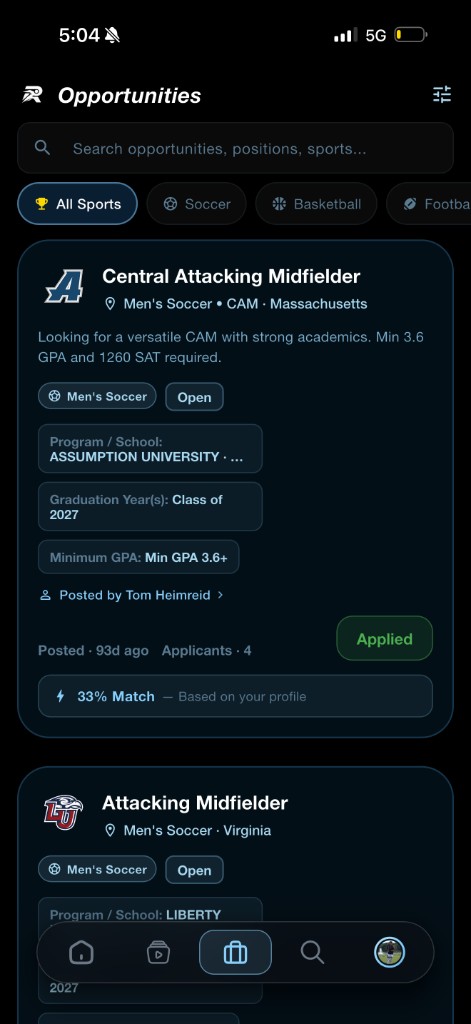 5:04
5G
Opportunities
Search opportunities, positions, sports...
All Sports
Soccer
Basketball
Footba
Central Attacking Midfielder
Men's Soccer • CAM · Massachusetts
Looking for a versatile CAM with strong academics. Min 3.6
GPA and 1260 SAT required.
Men's Soccer
Open
Program / School:
ASSUMPTION UNIVERSITY · ...
Graduation Year(s): Class of
2027
Minimum GPA: Min GPA 3.6+
Posted by Tom Heimreid >
Posted · 93d ago
Applicants · 4
Applied
33% Match — Based on your profile
Attacking Midfielder
Men's Soccer · Virginia
Men's Soccer
Open
Program / School: LIBERTY
2027